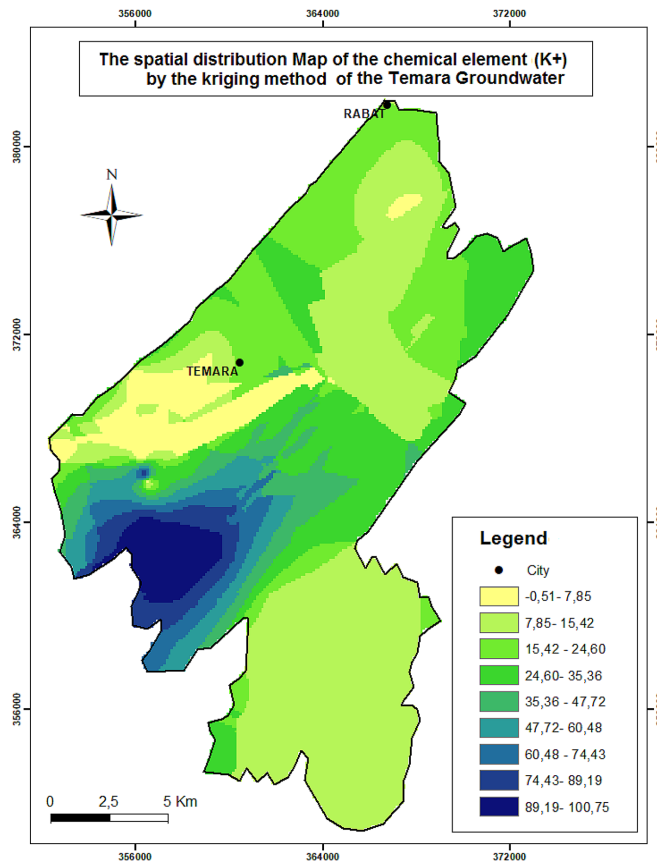 356000 364000 372000
The spatial distribution Map of the chemical element (K+)
by the kriging method of the Temara Groundwater
RABAT
380000
N
372000
TEMARA
364000
Legend
City
-0,51- 7,85
7,85- 15,42
15,42 - 24,60
24,60- 35,36
35,36 - 47,72
47,72- 60,48
60,48 - 74,43
74,43- 89,19
89,19 - 100,75
356000
0 2,5 5 Km
356000 364000 372000